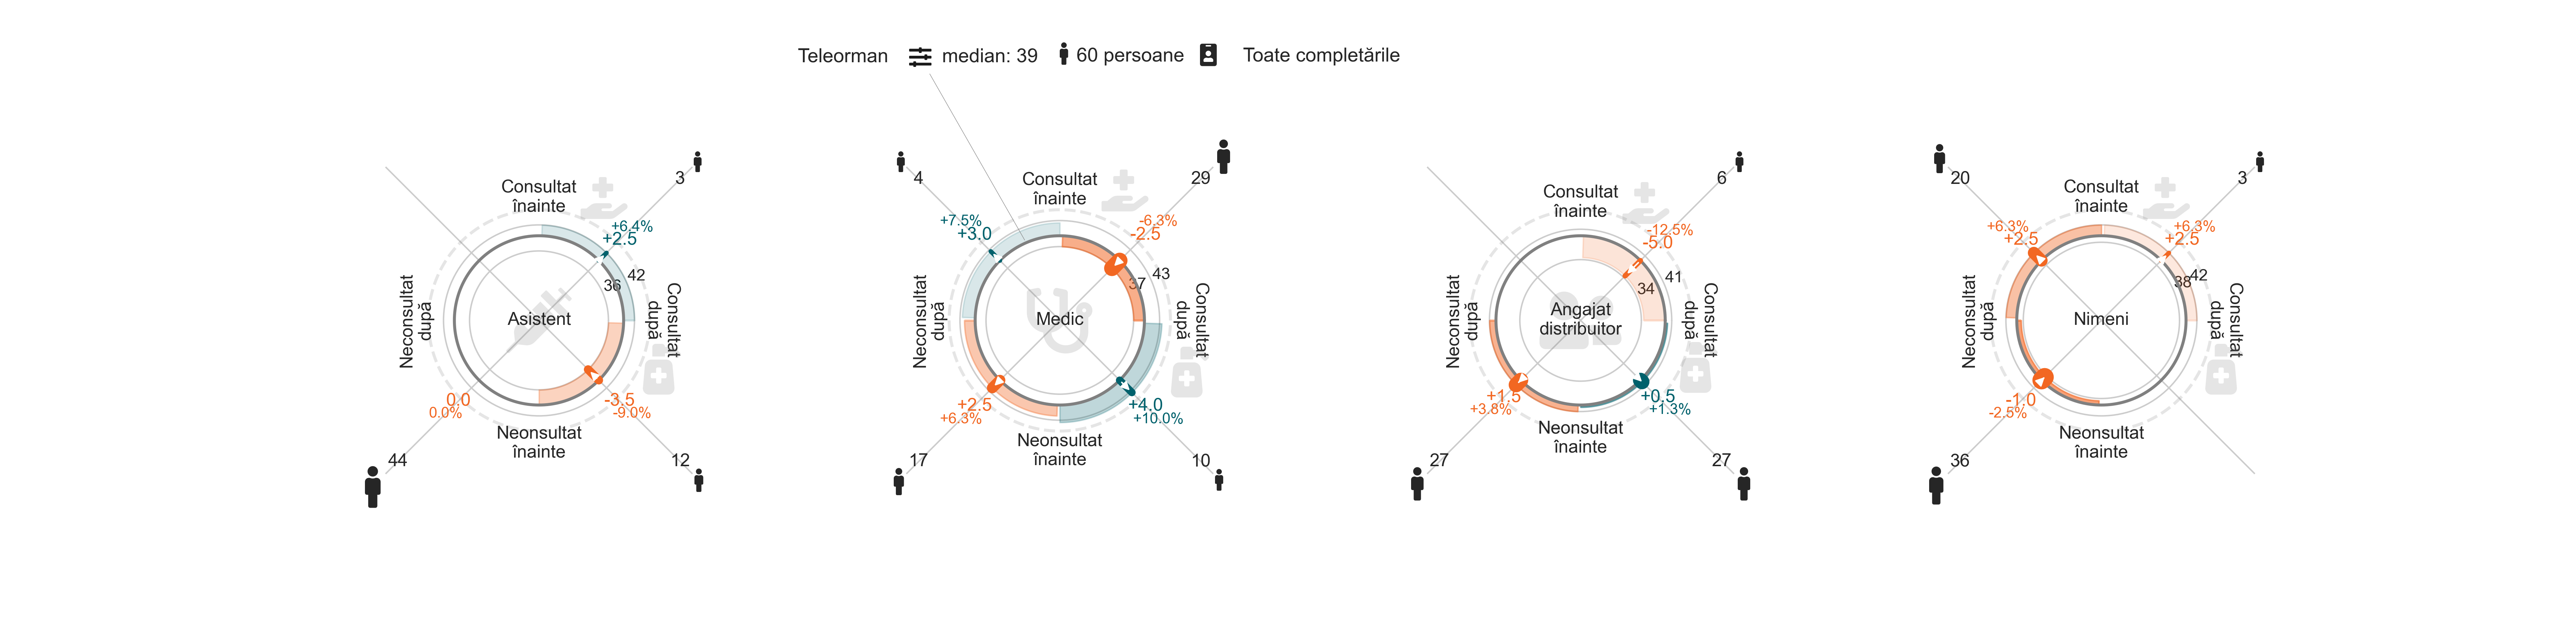 Teleorman median: 39 60 persoane Toate completările
3
Consultat
înainte
+6.4%
+2.5
42
36
Neconsultat
după
Consultat
după
Asistent
0.0
0.0%
-3.5
-9.0%
Neonsultat
înainte
44
12
4
29
Consultat
înainte
+7.5%
+3.0
-6.3%
-2.5
43
37
Neconsultat
după
Consultat
după
Medic
+2.5
+6.3%
+4.0
+10.0%
Neonsultat
înainte
17
10
6
Consultat
înainte
-12.5%
-5.0
41
34
Neconsultat
după
Consultat
după
Angajat
distribuitor
+1.5
+3.8%
+0.5
+1.3%
Neonsultat
înainte
27
27
20
3
Consultat
înainte
+6.3%
+2.5
+6.3%
+2.5
42
38
Neconsultat
după
Consultat
după
Nimeni
-1.0
-2.5%
Neonsultat
înainte
36